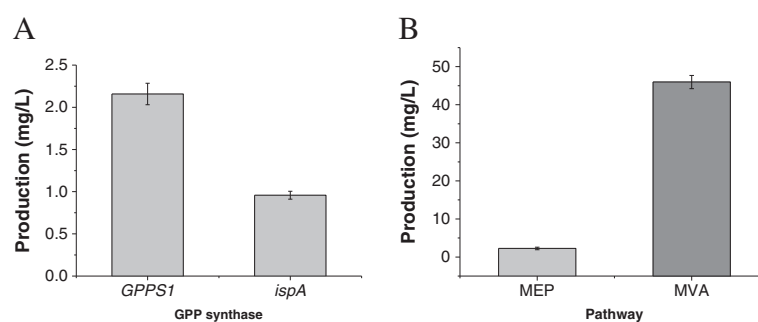 A
Production (mg/L)
2.5
2.0
1.5
1.0
0.5
0.0
GPPS1 ispA
GPP synthase
B
Production (mg/L)
50
40
30
20
10
0
MEP MVA
Pathway